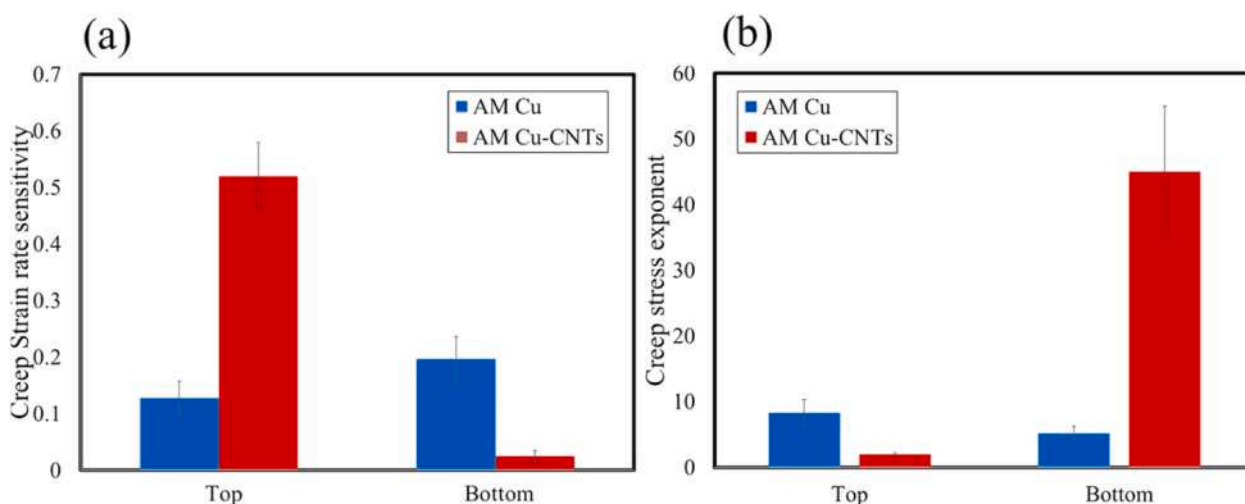 (a)
Creep Strain rate sensitivity
0.7
0.6
0.5
0.4
0.3
0.2
0.1
0
AM Cu
AM Cu-CNTs
Top
Bottom
(b)
Creep stress exponent
60
50
40
30
20
10
0
AM Cu
AM Cu-CNTs
Top
Bottom